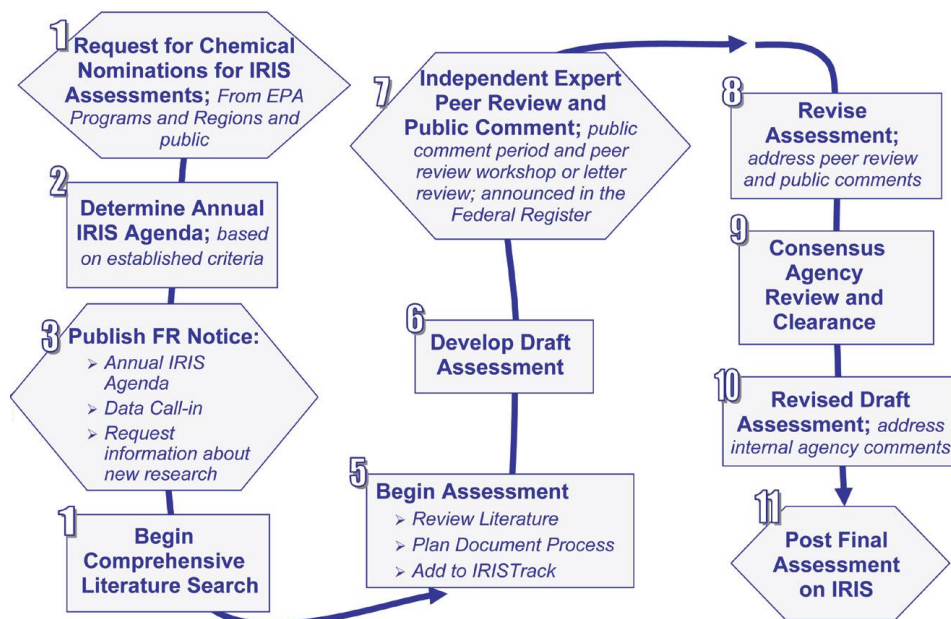 1
Request for Chemical
Nominations for IRIS
Assessments; From EPA
Programs and Regions and
public
2
Determine Annual
IRIS Agenda; based
on established criteria
3
Publish FR Notice:
➢ Annual IRIS
Agenda
➢ Data Call-in
➢ Request
information about
new research
1
Begin
Comprehensive
Literature Search
5
Begin Assessment
➢ Review Literature
➢ Plan Document Process
➢ Add to IRISTrack
6
Develop Draft
Assessment
7
Independent Expert
Peer Review and
Public Comment; public
comment period and peer
review workshop or letter
review; announced in the
Federal Register
8
Revise
Assessment;
address peer review
and public comments
9
Consensus
Agency
Review and
Clearance
10
Revised Draft
Assessment; address
internal agency comments
11
Post Final
Assessment
on IRIS